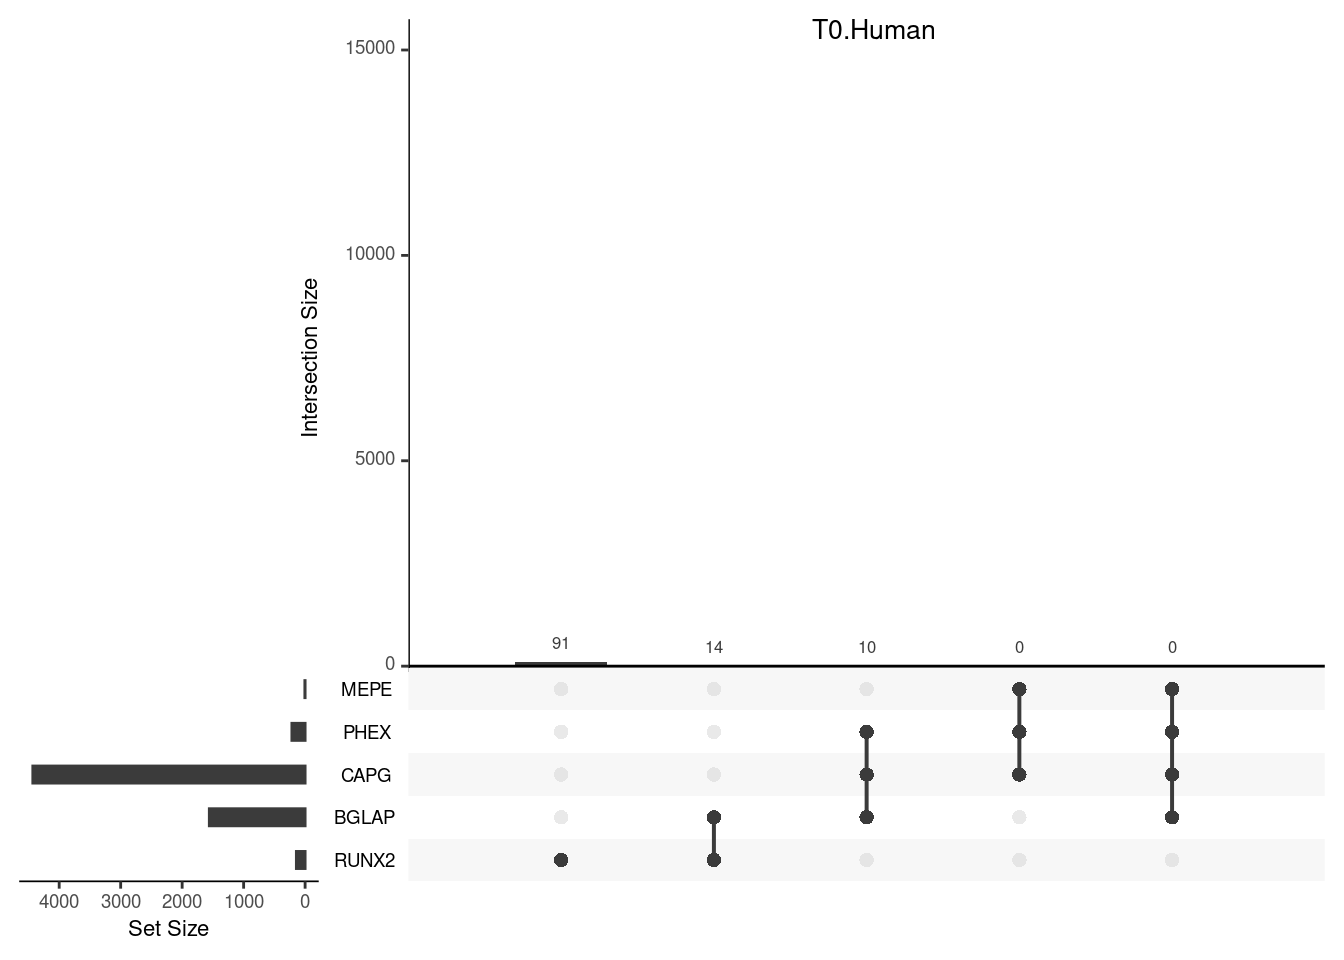 T0.Human
15000
10000
5000
0
Intersection Size
91 14 10 0 0
MEPE
PHEX
CAPG
BGLAP
RUNX2
4000 3000 2000 1000 0
Set Size